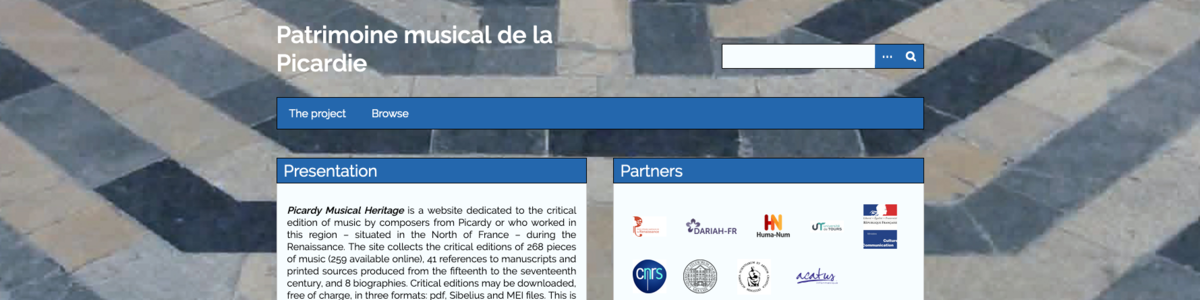 Patrimoine musical de la
Picardie
The project
Browse
Presentation
Picardy Musical Heritage is a website dedicated to the critical
edition of music by composers from Picardy or who worked in
this region – situated in the North of France – during the
Renaissance. The site collects the critical editions of 268 pieces
of music (259 available online), 41 references to manuscripts and
printed sources produced from the fifteenth to the seventeenth
century, and 8 biographies. Critical editions may be downloaded,
free of charge, in three formats: pdf, Sibelius and MEI files. This is
Partners
DARIAH-FR
HN
Huma-Num
UT
DE TOURS
RÉPUBLIQUE FRANÇAISE
Culture
Communication
cnrs
acatus